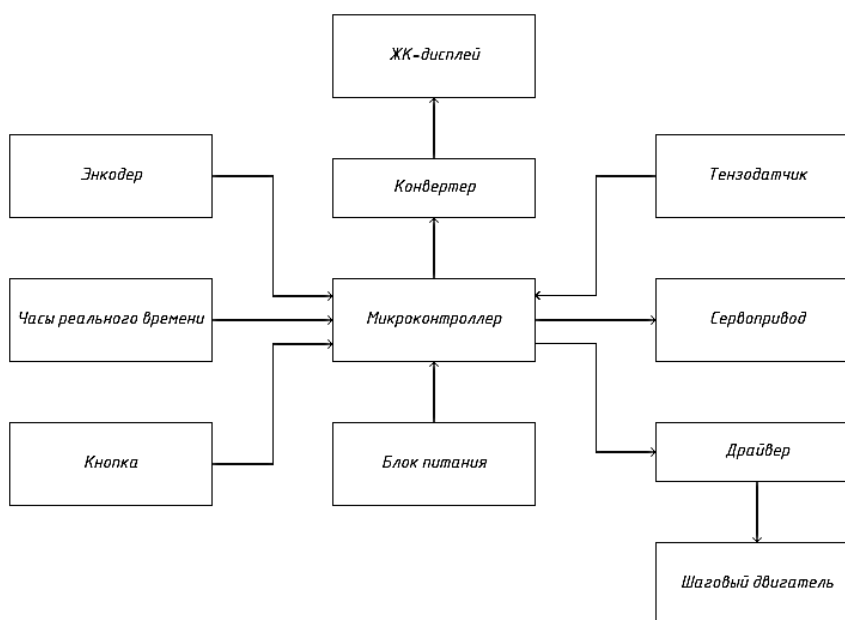 ЖК-дисплей
Энкодер
Конвертер
Тензодатчик
Часы реального времени
Микроконтроллер
Сервопривод
Кнопка
Блок питания
Драйвер
Шаговый двигатель